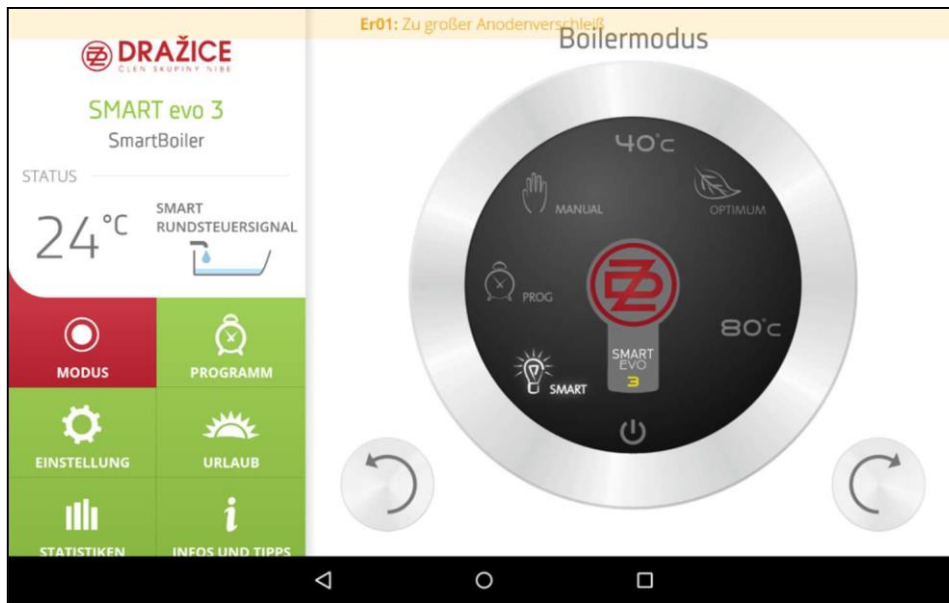 Er01: Zu großer Anodenverschleiß
Boilermodus
DRAŽICE
ČLEN SKUPINY NIBE
SMART evo 3
SmartBoiler
STATUS
24°C
SMART
RUNDSTEUERSIGNAL
MODUS
PROGRAMM
EINSTELLUNG
URLAUB
STATISTIKEN
INFOS UND TIPPS
40°C
MANUAL
OPTIMUM
PROG
80°C
SMART
EVO
3
SMART